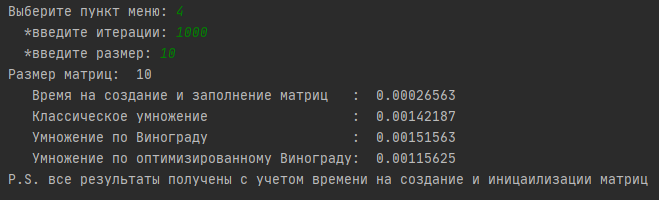 Выберите пункт меню: 4
*введите итерации: 1000
*введите размер: 10
Размер матриц:  10
Время на создание и заполнение матриц   :  0.00026563
Классическое умножение                  :  0.00142187
Умножение по Винограду                  :  0.00151563
Умножение по оптимизированному Винограду:  0.00115625
P.S. все результаты получены с учетом времени на создание и инициализации матриц